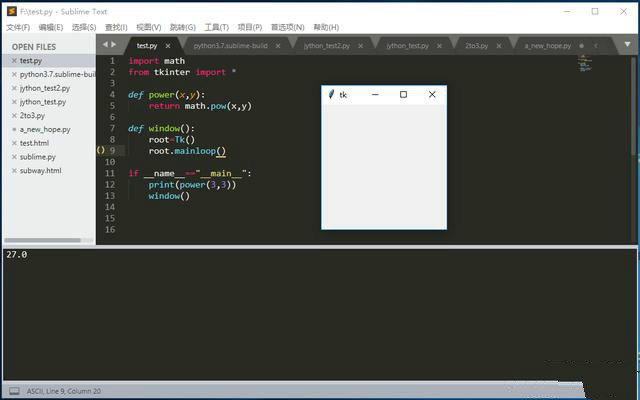 F:\test.py - Sublime Text
文件(F) 编辑(E) 选择(S) 查找(I) 视图(V) 跳转(G) 工具(T) 项目(P) 首选项(N) 帮助(H)
OPEN FILES
test.py
python3.7.sublime-buil
jython_test2.py
jython_test.py
2to3.py
a_new_hope.py
test.html
sublime.py
subway.html
test.py python3.7.sublime-build jython_test2.py jython_test.py 2to3.py a_new_hope.py
1 import math
2 from tkinter import *
3
4 def power(x,y):
5 return math.pow(x,y)
6
7 def window():
8 root=Tk()
9 root.mainloop()
10
11 if __name__=="__main__":
12 print(power(3,3))
13 window()
14
15
16
tk
27.0
ASCII, Line 9, Column 20